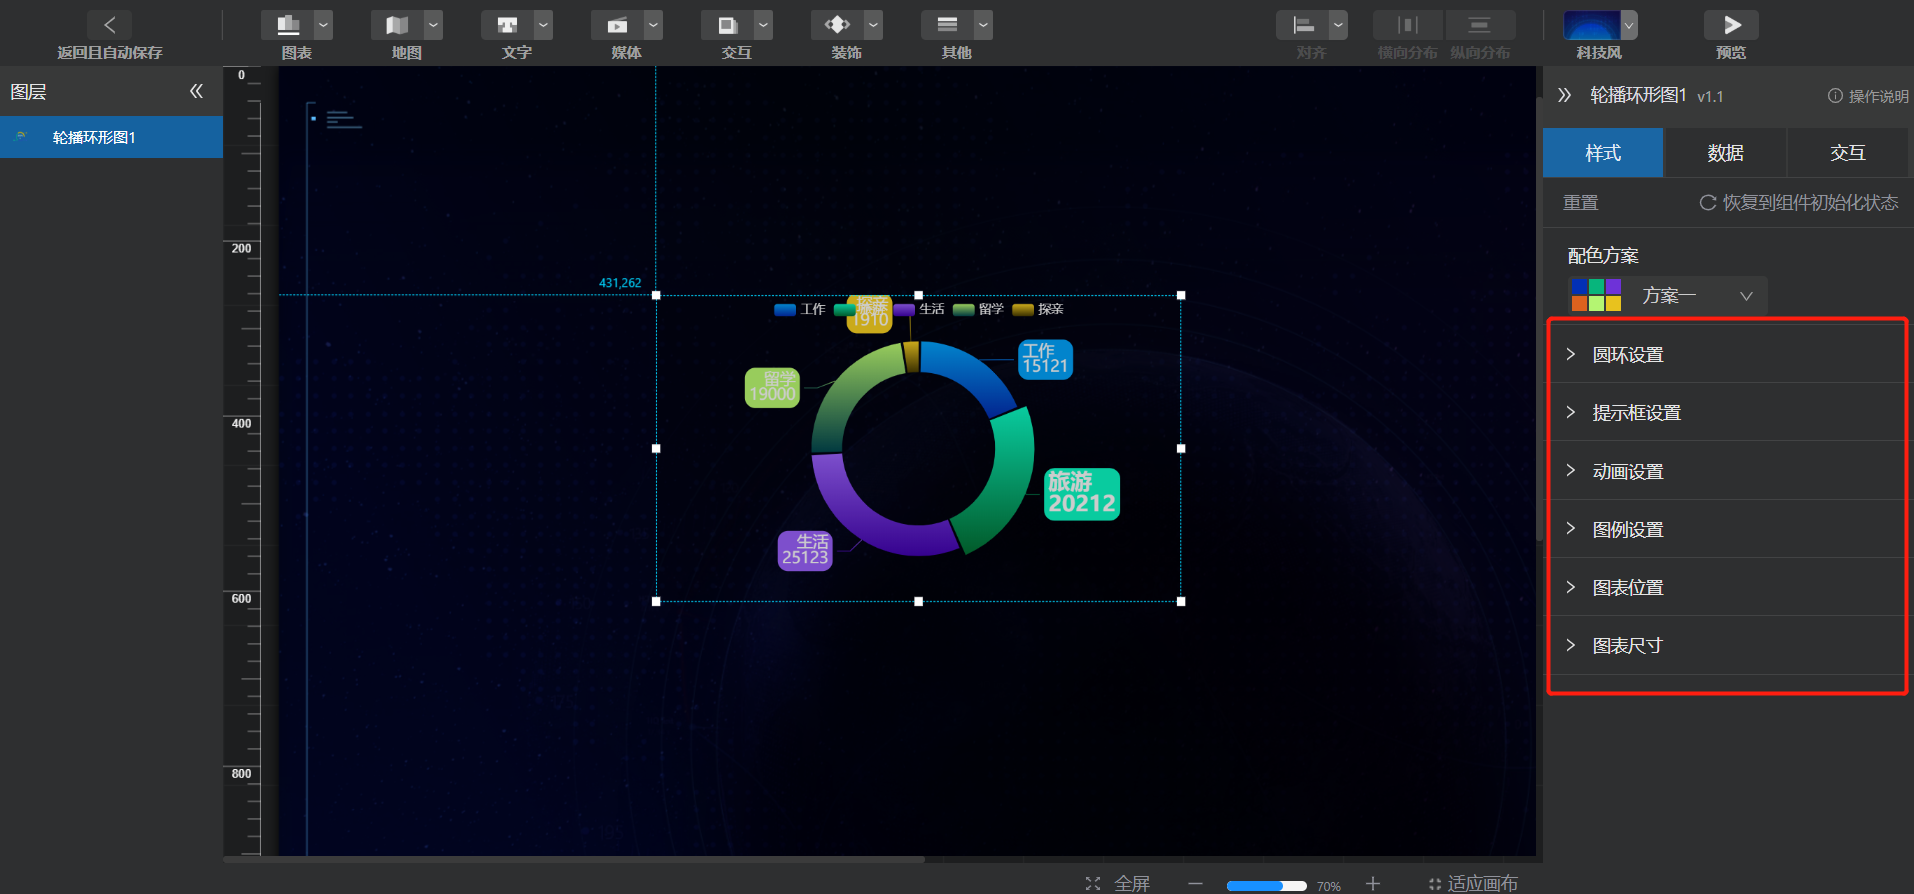 返回且自动保存
图表
地图
文字
媒体
交互
装饰
其他
对齐
横向分布
纵向分布
科技风
预览
图层
轮播环形图1
0
200
400
600
800
431,262
工作
生活
留学
探亲
1910
工作
15121
留学
19000
旅游
20212
生活
25123
轮播环形图1 v1.1
操作说明
样式
数据
交互
重置
恢复到组件初始化状态
配色方案
方案一
圆环设置
提示框设置
动画设置
图例设置
图表位置
图表尺寸
全屏
70%
适应画布